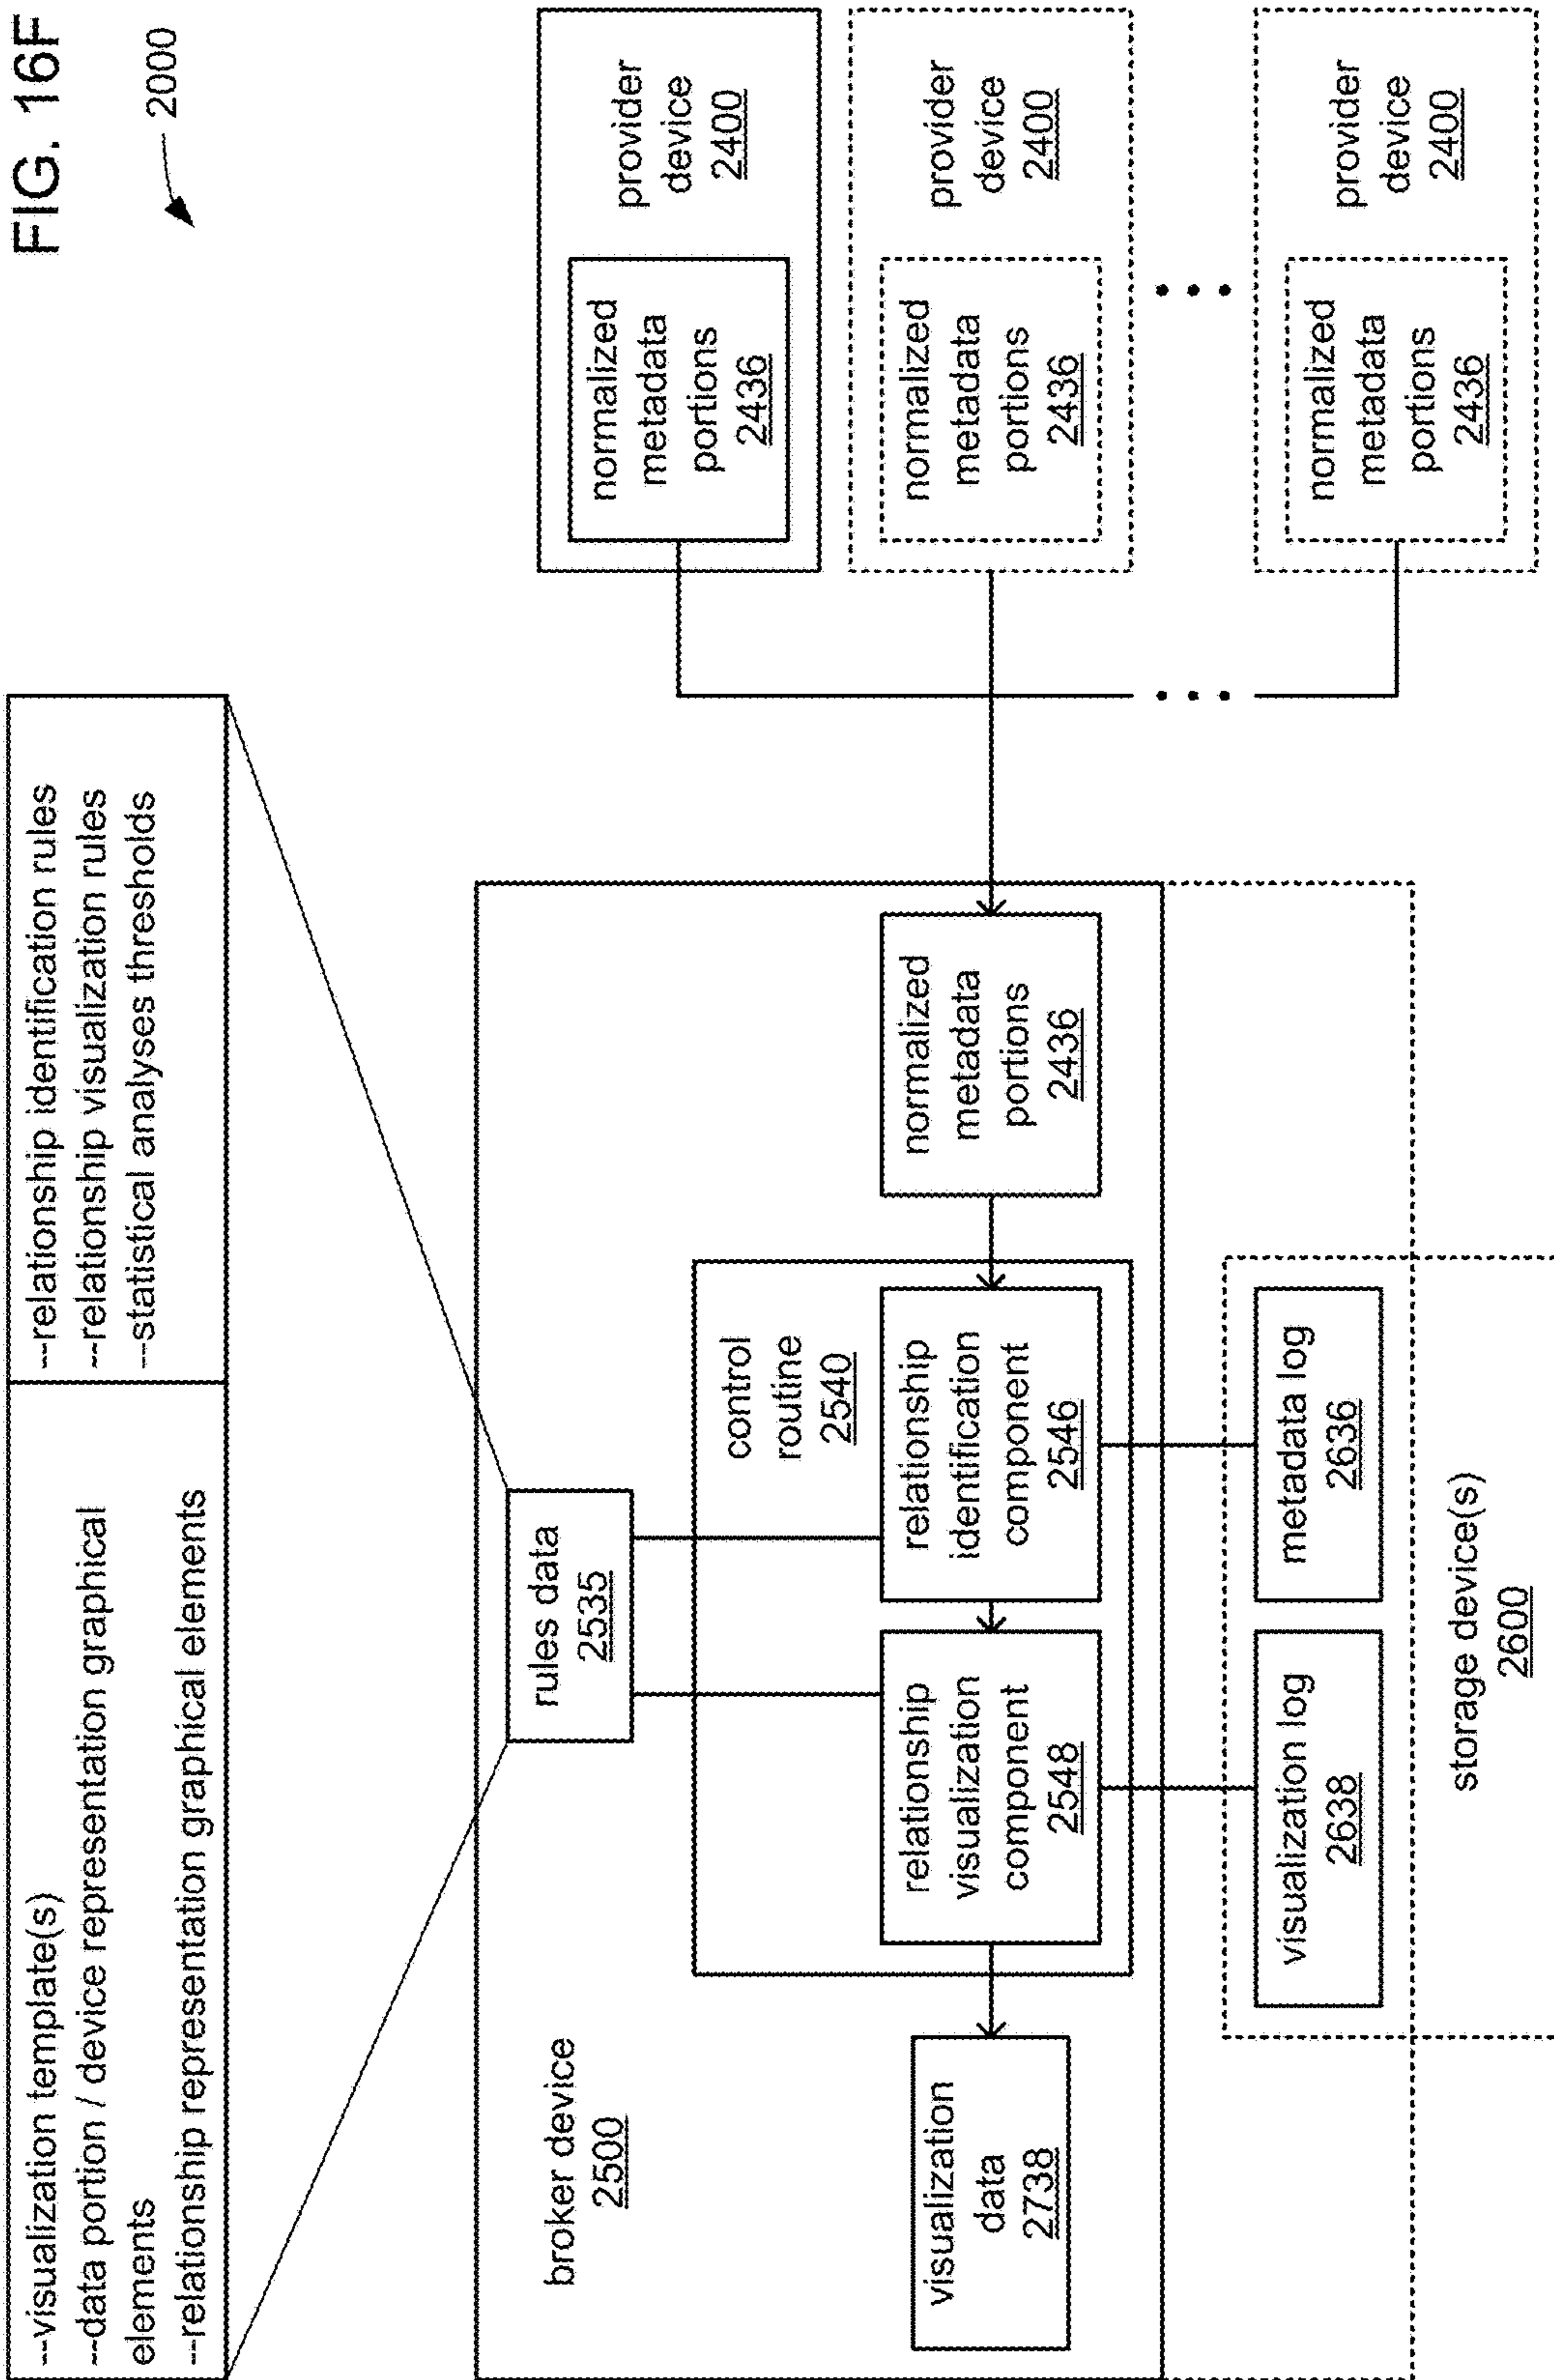 FIG. 16F
2000
--visualization template(s)
--data portion / device representation graphical
elements
--relationship representation graphical elements
--relationship identification rules
--relationship visualization rules
--statistical analyses thresholds
broker device
2500
rules data
2535
control
routine
2540
visualization
data
2738
relationship
visualization
component
2548
relationship
identification
component
2546
normalized
metadata
portions
2436
normalized
metadata
portions
2436
provider
device
2400
normalized
metadata
portions
2436
provider
device
2400
normalized
metadata
portions
2436
provider
device
2400
visualization log
2638
metadata log
2636
storage device(s)
2600